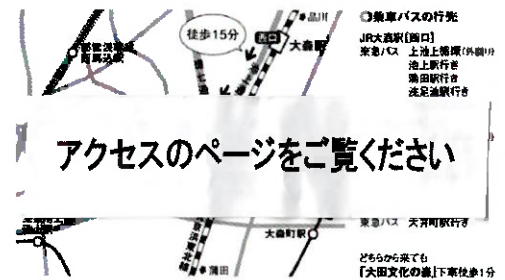 品川
徒歩15分
西口
大森駅
◎乗車バスの行先
JR大森駅[西口]
東急バス 上池上循環(外回り)
池上駅行き
蒲田駅行き
洗足池駅行き
アクセスのページをご覧ください
大森町駅
京浜東北線
蒲田
東急バス 大井町駅行き
どちらから来ても
「大田文化の森」下車徒歩1分